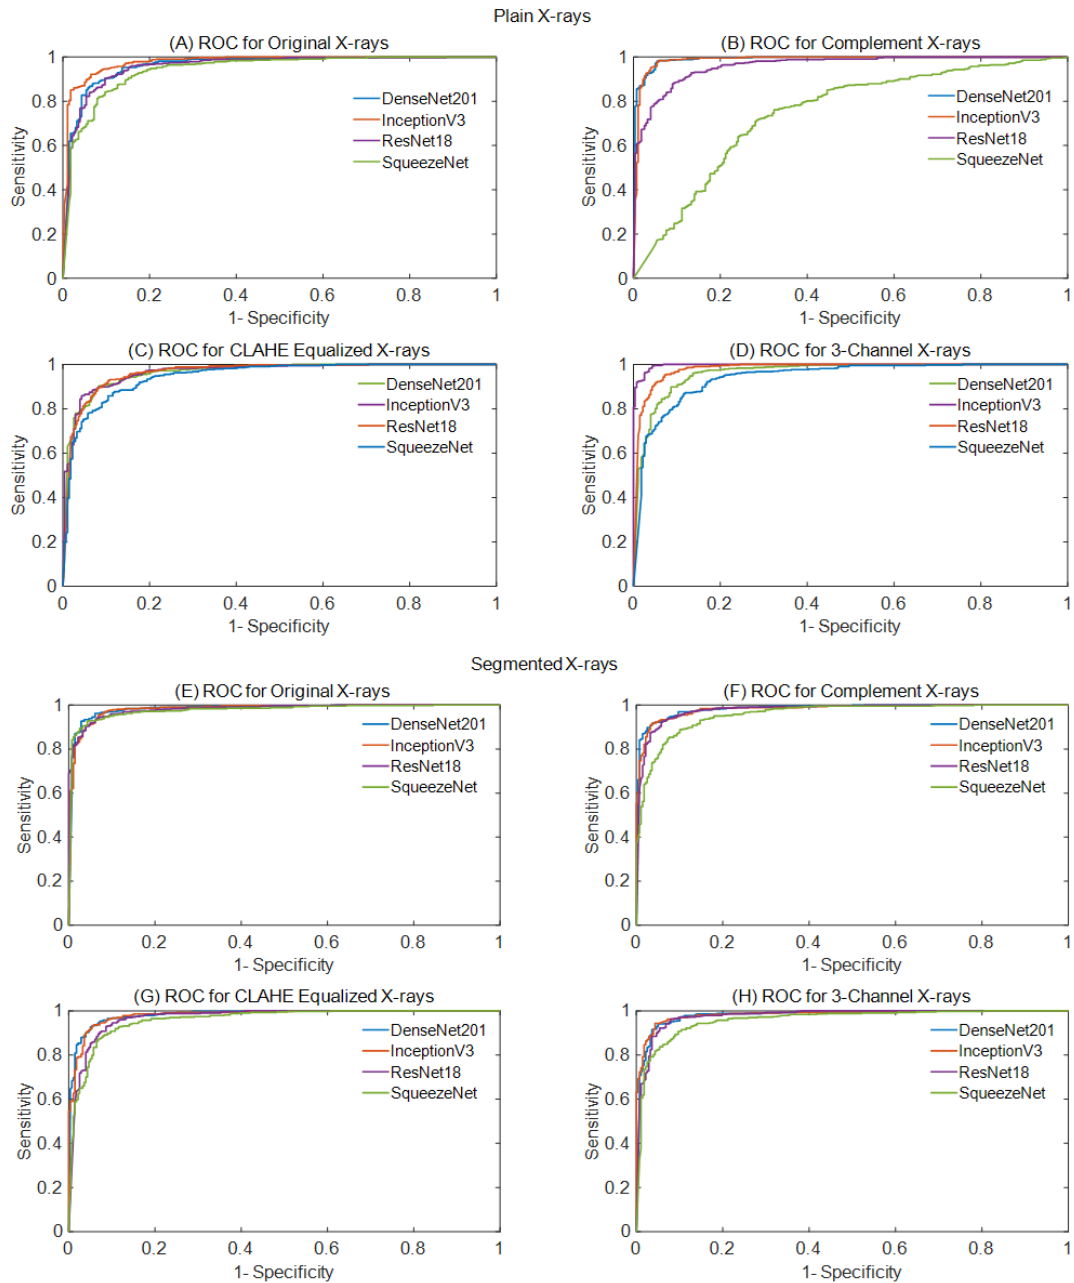 Plain X-rays
(A) ROC for Original X-rays
1
0.8
0.6
0.4
0.2
0
Sensitivity
DenseNet201
InceptionV3
ResNet18
SqueezeNet
0 0.2 0.4 0.6 0.8 1
1- Specificity
(B) ROC for Complement X-rays
1
0.8
0.6
0.4
0.2
0
Sensitivity
DenseNet201
InceptionV3
ResNet18
SqueezeNet
0 0.2 0.4 0.6 0.8 1
1- Specificity
(C) ROC for CLAHE Equalized X-rays
1
0.8
0.6
0.4
0.2
0
Sensitivity
DenseNet201
InceptionV3
ResNet18
SqueezeNet
0 0.2 0.4 0.6 0.8 1
1- Specificity
(D) ROC for 3-Channel X-rays
1
0.8
0.6
0.4
0.2
0
Sensitivity
DenseNet201
InceptionV3
ResNet18
SqueezeNet
0 0.2 0.4 0.6 0.8 1
1- Specificity
Segmented X-rays
(E) ROC for Original X-rays
1
0.8
0.6
0.4
0.2
0
Sensitivity
DenseNet201
InceptionV3
ResNet18
SqueezeNet
0 0.2 0.4 0.6 0.8 1
1- Specificity
(F) ROC for Complement X-rays
1
0.8
0.6
0.4
0.2
0
Sensitivity
DenseNet201
InceptionV3
ResNet18
SqueezeNet
0 0.2 0.4 0.6 0.8 1
1- Specificity
(G) ROC for CLAHE Equalized X-rays
1
0.8
0.6
0.4
0.2
0
Sensitivity
DenseNet201
InceptionV3
ResNet18
SqueezeNet
0 0.2 0.4 0.6 0.8 1
1- Specificity
(H) ROC for 3-Channel X-rays
1
0.8
0.6
0.4
0.2
0
Sensitivity
DenseNet201
InceptionV3
ResNet18
SqueezeNet
0 0.2 0.4 0.6 0.8 1
1- Specificity